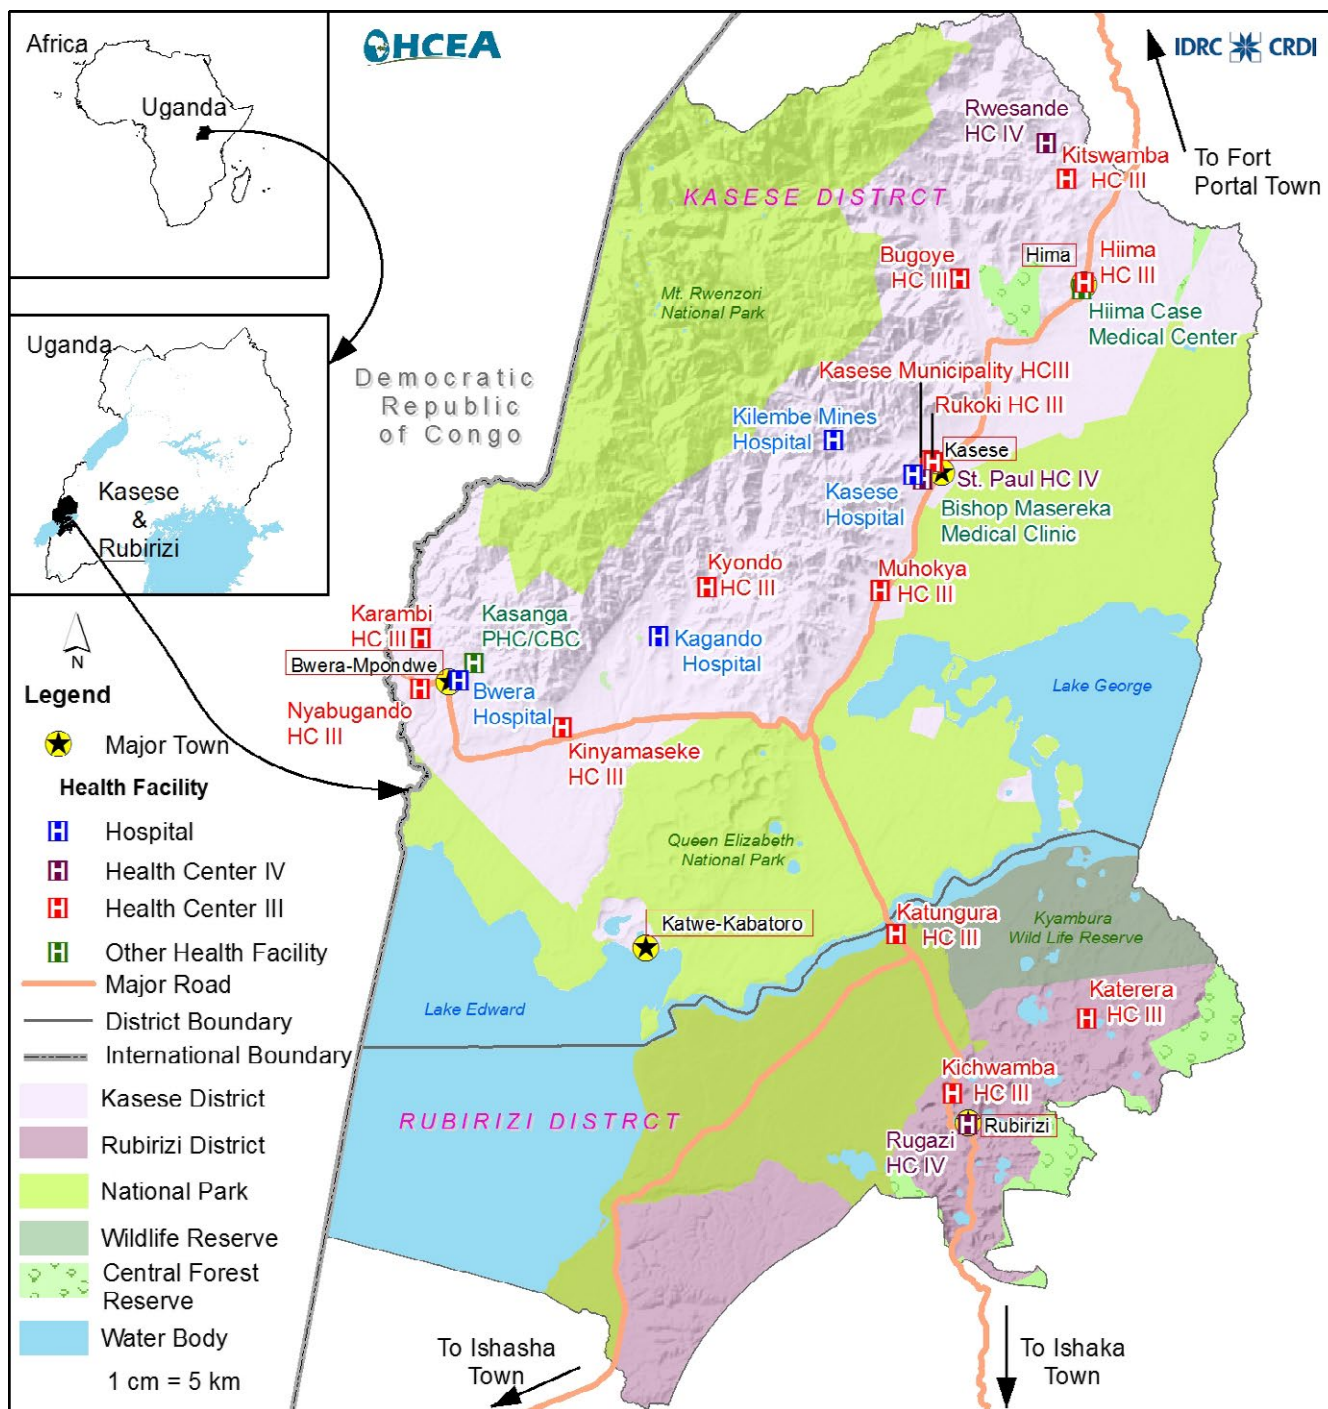 Africa
Uganda
OHCEA
IDRC CRDI
To Fort
Portal Town
Uganda
Kasese
&
Rubirizi
N
Democratic
Republic
of Congo
KASESE DISTRCT
Mt. Rwenzori
National Park
Rwesande
HC IV
Kitswamba
HC III
Bugoye
HC III
Hima
Hiima
HC III
Hiima Case
Medical Center
Kasese Municipality HCIII
Rukoki HC III
Kilembe Mines
Hospital
Kasese
Kasese
Hospital
St. Paul HC IV
Bishop Masereka
Medical Clinic
Kyondo
HC III
Muhokya
HC III
Karambi
HC III
Kasanga
PHC/CBC
Kagando
Hospital
Bwera-Mpondwe
Bwera
Hospital
Nyabugando
HC III
Kinyamaseke
HC III
Lake George
Queen Elizabeth
National Park
Katwe-Kabatoro
Katungura
HC III
Kyambura
Wild Life Reserve
Lake Edward
Katerera
HC III
Kichwamba
HC III
RUBIRIZI DISTRCT
Rubirizi
Rugazi
HC IV
To Ishasha
Town
To Ishaka
Town
Legend
Major Town
Health Facility
Hospital
Health Center IV
Health Center III
Other Health Facility
Major Road
District Boundary
International Boundary
Kasese District
Rubirizi District
National Park
Wildlife Reserve
Central Forest
Reserve
Water Body
1 cm = 5 km